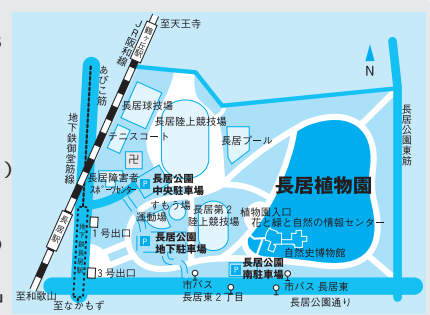 至天王寺
鶴ヶ丘駅
JR阪和線
N
あびこ筋
地下鉄御堂筋線
長居球技場
長居陸上競技場
テニスコート
長居プール
長居公園東筋
卍
長居障害者
スポーツセンター
P 長居公園
中央駐車場
長居植物園
すもう場
運動場
長居第2
陸上競技場
植物園入口
花と緑と自然の情報センター
自然史博物館
長居駅
地下鉄長居駅
1号出口
P 長居公園
地下駐車場
P 長居公園
南駐車場
3号出口
市バス
長居東2丁目
市バス 長居東
長居公園通り
至和歌山
至なかもず
)